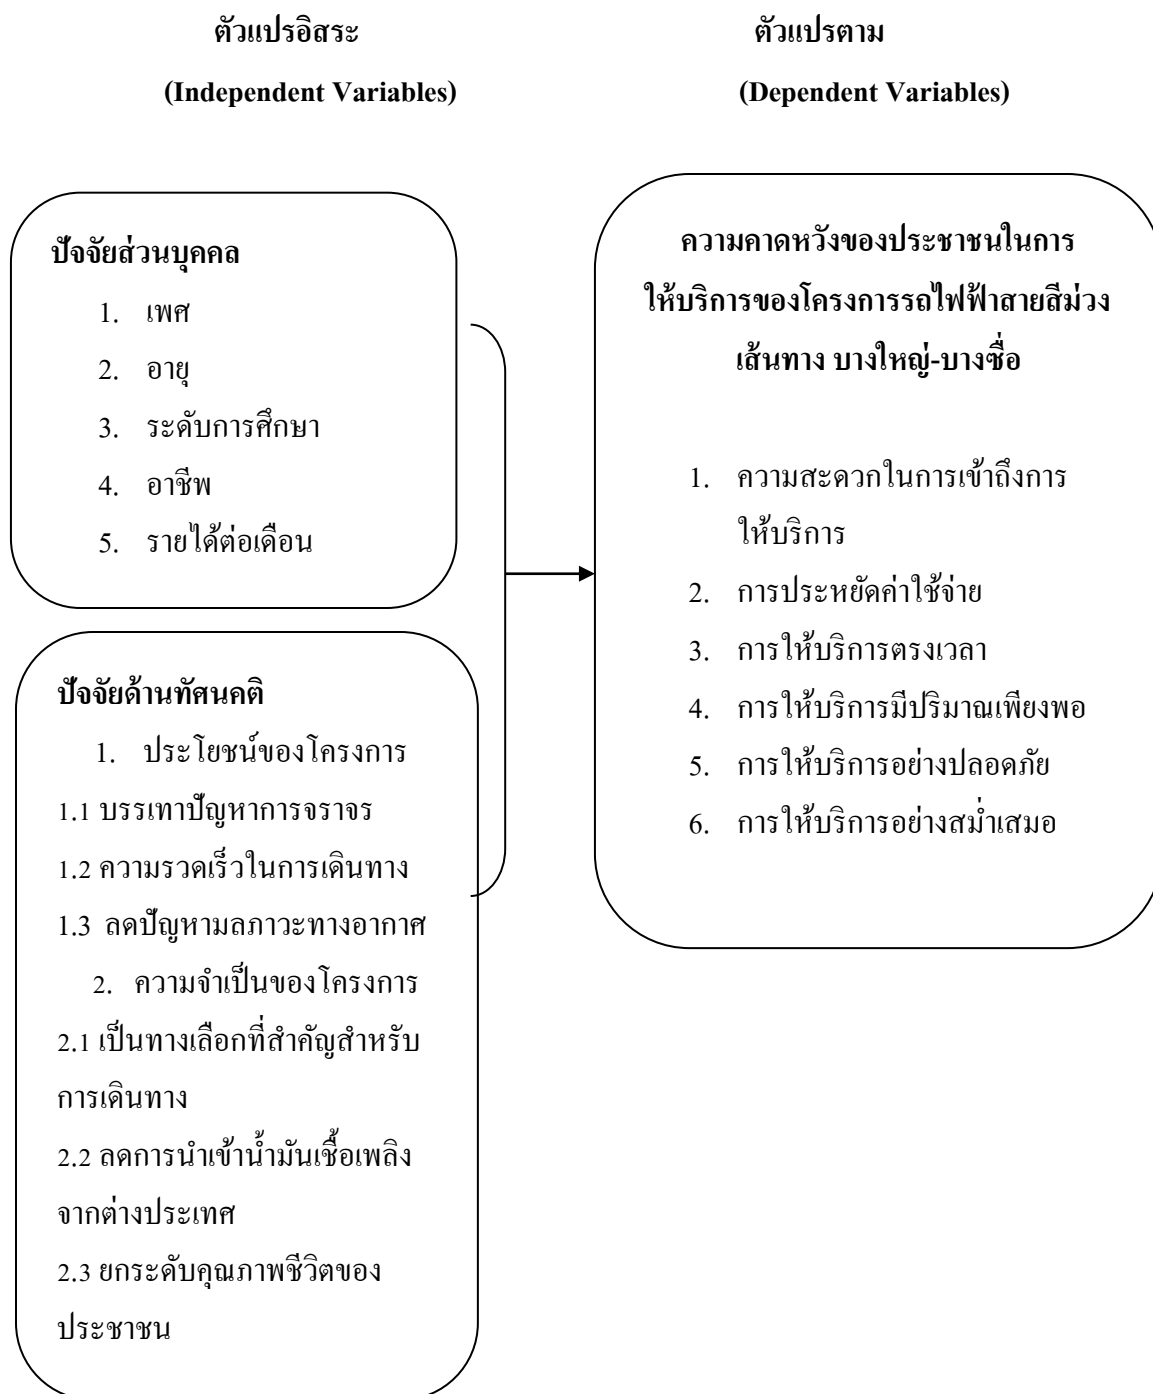 ตัวแปรอิสระ
(Independent Variables)
ปัจจัยส่วนบุคคล
1. เพศ
2. อายุ
3. ระดับการศึกษา
4. อาชีพ
5. รายได้ต่อเดือน
ปัจจัยด้านทัศนคติ
1. ประโยชน์ของโครงการ
1.1 บรรเทาปัญหาการจราจร
1.2 ความรวดเร็วในการเดินทาง
1.3 ลดปัญหามลภาวะทางอากาศ
2. ความจำเป็นของโครงการ
2.1 เป็นทางเลือกที่สำคัญสำหรับ
การเดินทาง
2.2 ลดการนำเข้าน้ำมันเชื้อเพลิง
จากต่างประเทศ
2.3 ยกระดับคุณภาพชีวิตของ
ประชาชน
ตัวแปรตาม
(Dependent Variables)
ความคาดหวังของประชาชนในการ
ให้บริการของโครงการรถไฟฟ้าสายสีม่วง
เส้นทาง บางใหญ่-บางซื่อ
1. ความสะดวกในการเข้าถึงการ
ให้บริการ
2. การประหยัดค่าใช้จ่าย
3. การให้บริการตรงเวลา
4. การให้บริการมีปริมาณเพียงพอ
5. การให้บริการอย่างปลอดภัย
6. การให้บริการอย่างสม่ำเสมอ